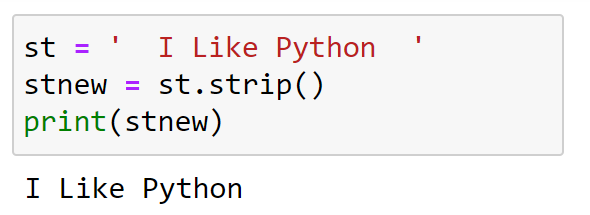 st = '  I Like Python  '
stnew = st.strip()
print(stnew)
I Like Python